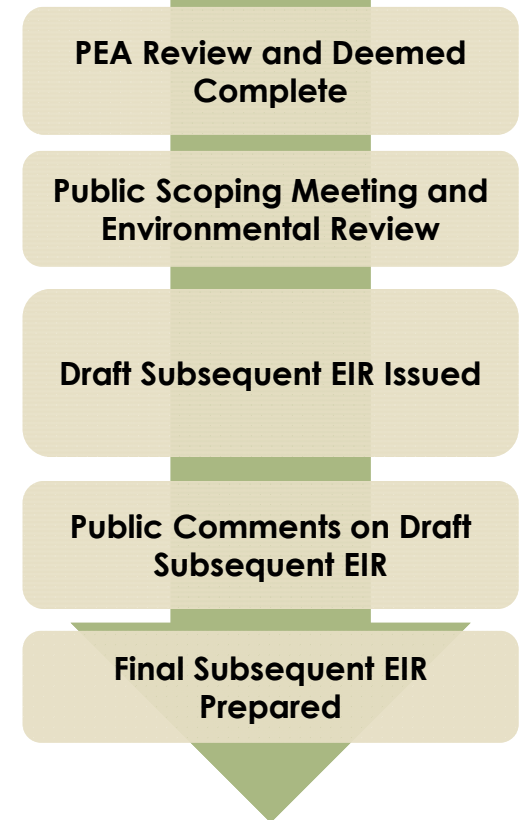 PEA Review and Deemed
Complete
Public Scoping Meeting and
Environmental Review
Draft Subsequent EIR Issued
Public Comments on Draft
Subsequent EIR
Final Subsequent EIR
Prepared